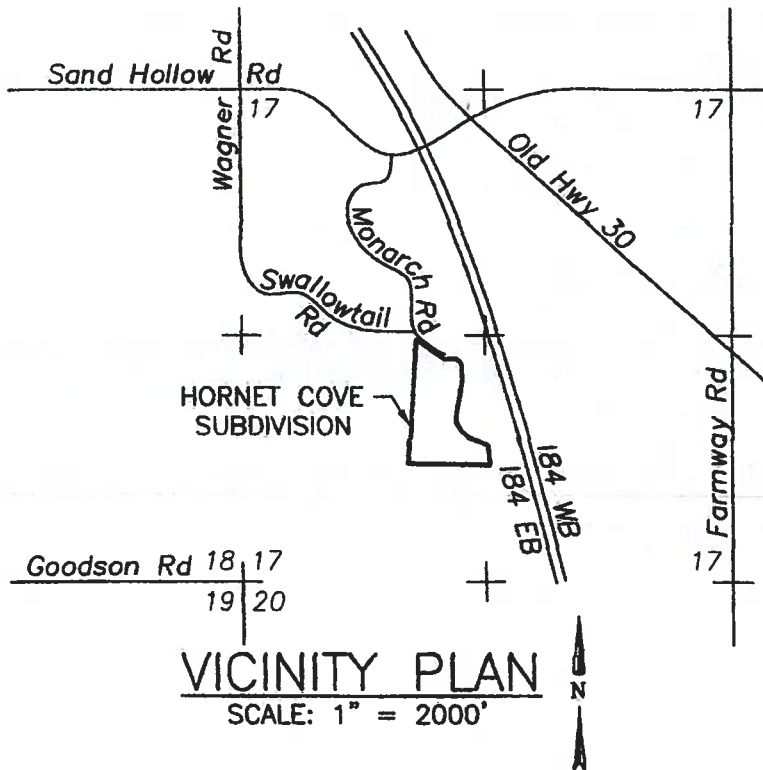 Sand Hollow Rd
Wagner Rd
17
17
Old Hwy 30
Monarch Rd
Swallowtail
Rd
HORNET COVE
SUBDIVISION
184 WB
184 EB
Farmway Rd
Goodson Rd
18 17
19 20
17
VICINITY PLAN
SCALE: 1" = 2000'
N